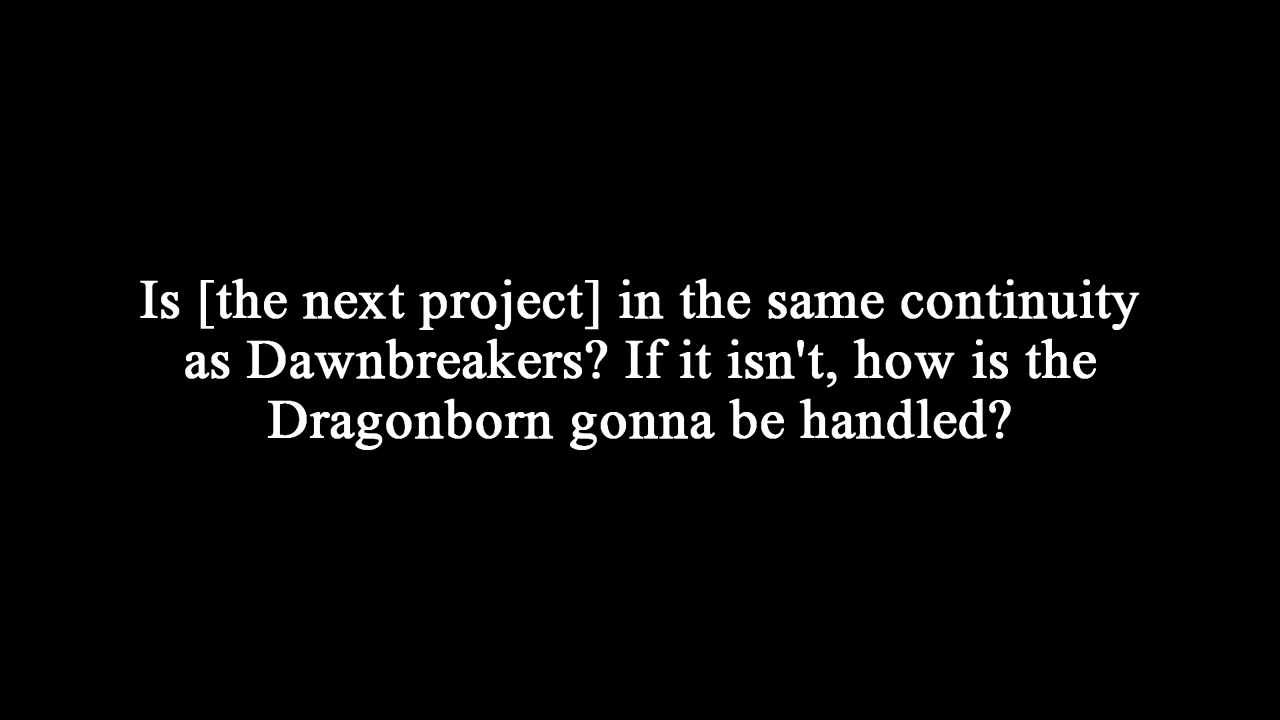 Is [the next project] in the same continuity
as Dawnbreakers? If it isn't, how is the
Dragonborn gonna be handled?